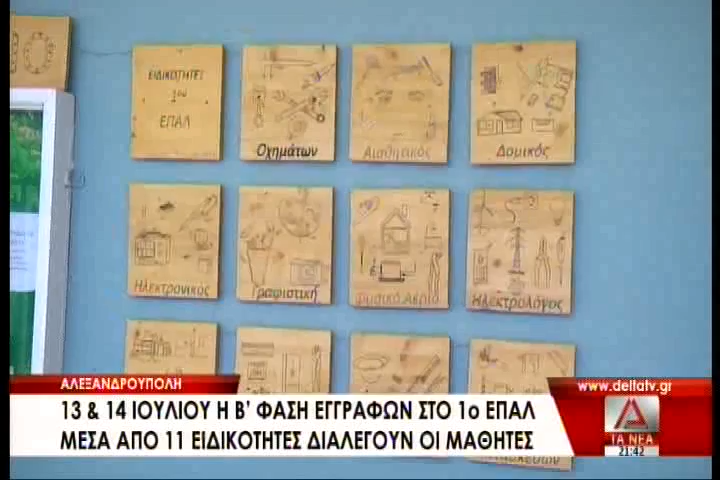 ΕΙΔΙΚΟΤΗΤΕΣ
1ου
ΕΠΑΛ
Οχημάτων
Αισθητικός
Δομικός
Ηλεκτρονικός
Γραφιστική
Φυσικό Αέριο
Ηλεκτρολόγος
ΑΛΕΞΑΝΔΡΟΥΠΟΛΗ
13 & 14 ΙΟΥΛΙΟΥ Η Β' ΦΑΣΗ ΕΓΓΡΑΦΩΝ ΣΤΟ 1ο ΕΠΑΛ
ΜΕΣΑ ΑΠΟ 11 ΕΙΔΙΚΟΤΗΤΕΣ ΔΙΑΛΕΓΟΥΝ ΟΙ ΜΑΘΗΤΕΣ
www.deltatv.gr
ΤΑ ΝΕΑ
21:42